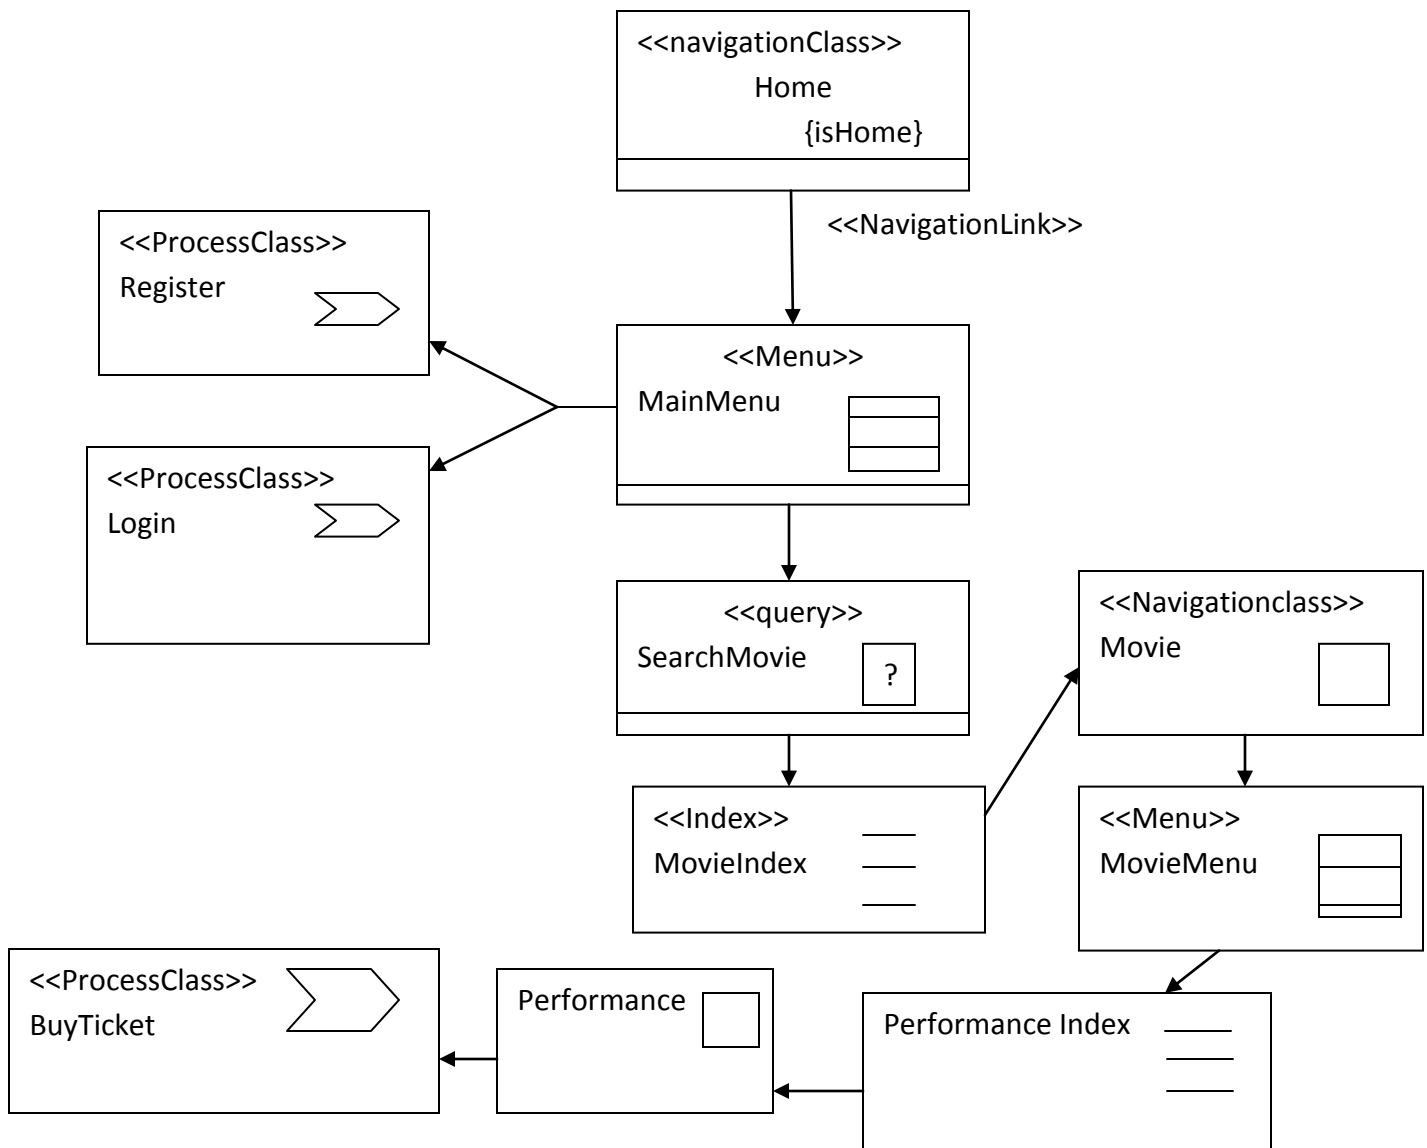 <<navigationClass>>
Home
{isHome}
<<NavigationLink>>
<<ProcessClass>>
Register
<<Menu>>
MainMenu
<<ProcessClass>>
Login
<<query>>
SearchMovie
?
<<Navigationclass>>
Movie
<<Index>>
MovieIndex
<<Menu>>
MovieMenu
<<ProcessClass>>
BuyTicket
Performance
Performance Index